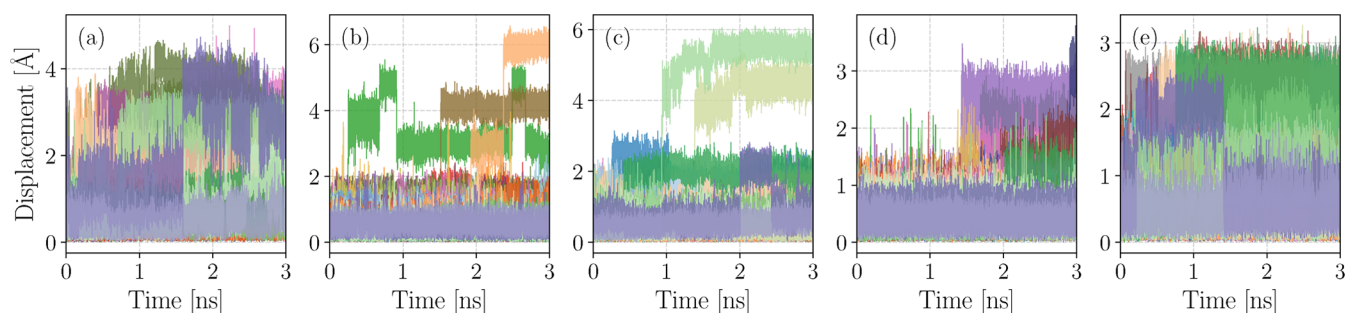 (a) (b) (c) (d) (e)
Displacement [Å]
0 2 4
0 2 4 6
0 2 4 6
0 1 2 3
0 1 2 3
0 1 2 3 0 1 2 3 0 1 2 3 0 1 2 3 0 1 2 3
Time [ns] Time [ns] Time [ns] Time [ns] Time [ns]